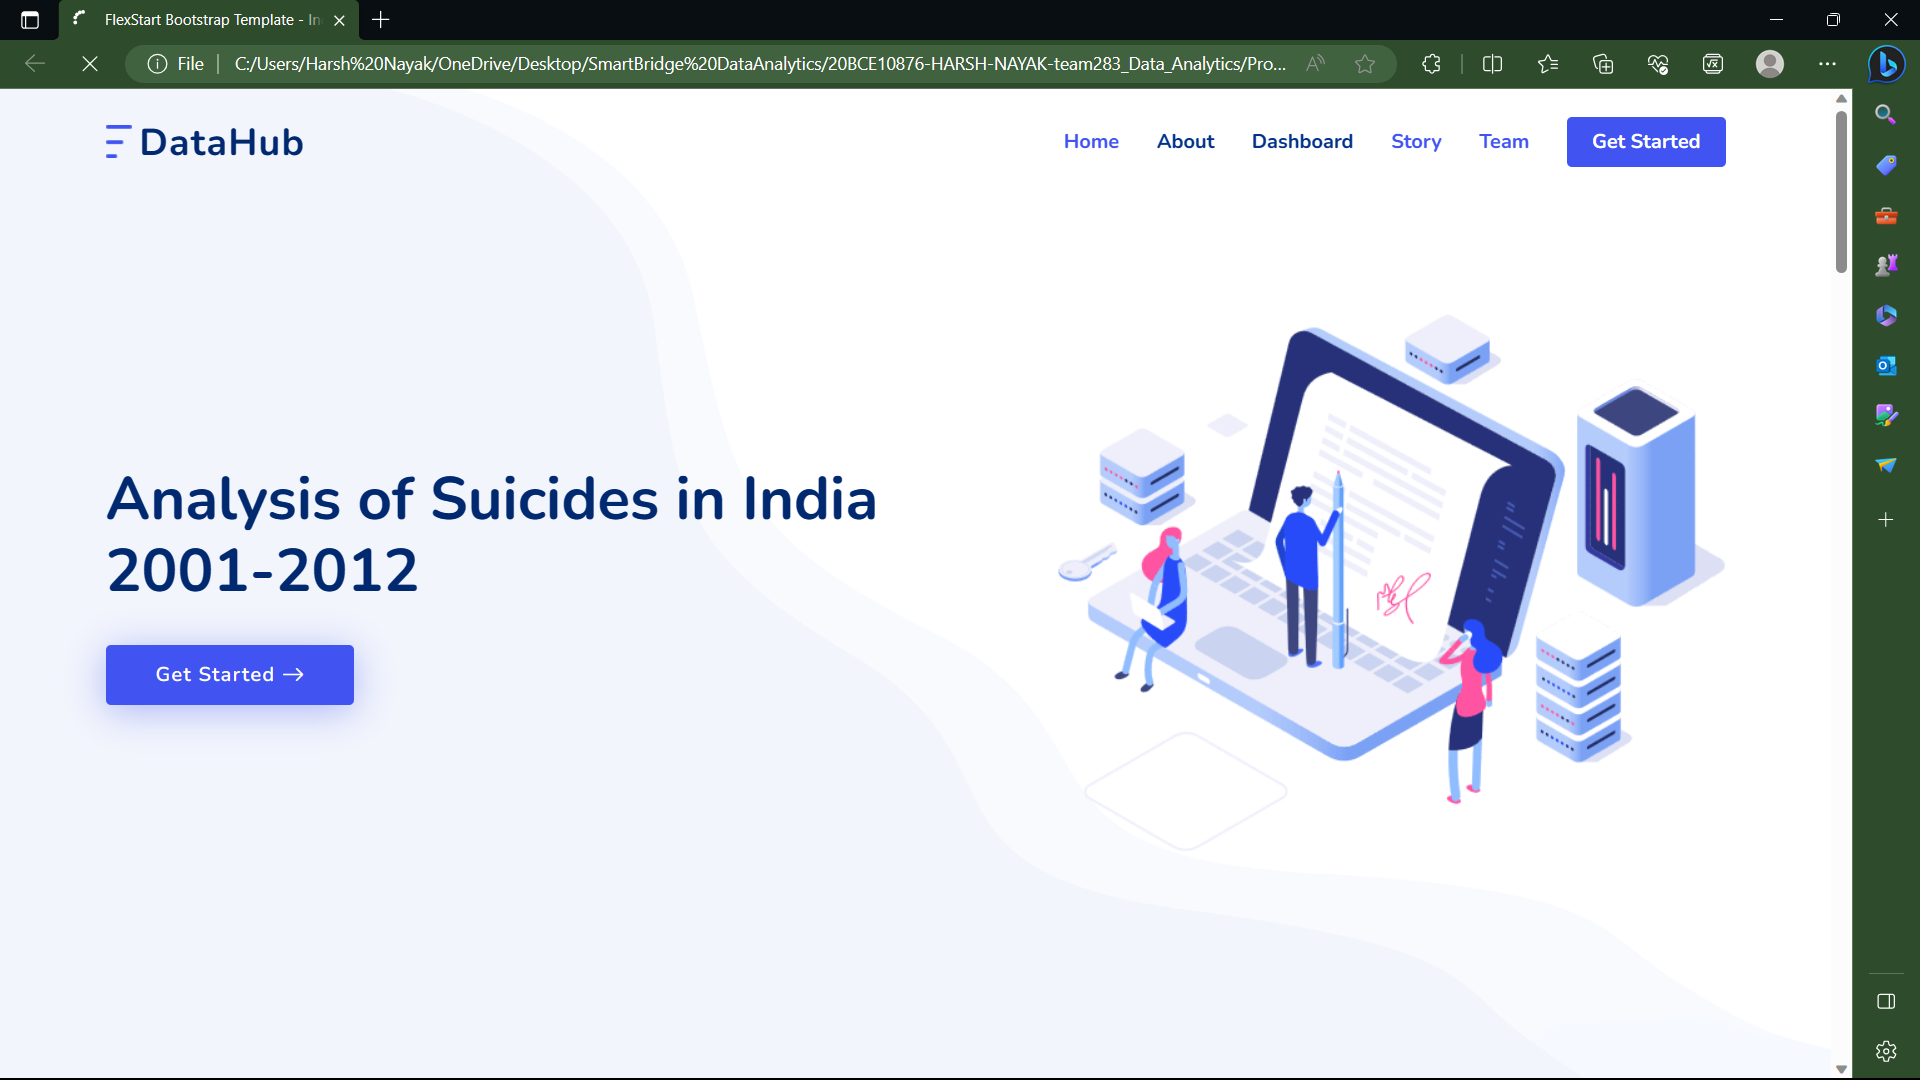 FlexStart Bootstrap Template - In
File
C:/Users/Harsh%20Nayak/OneDrive/Desktop/SmartBridge%20DataAnalytics/20BCE10876-HARSH-NAYAK-team283_Data_Analytics/Pro...
DataHub
Home
About
Dashboard
Story
Team
Get Started
Analysis of Suicides in India
2001-2012
Get Started →